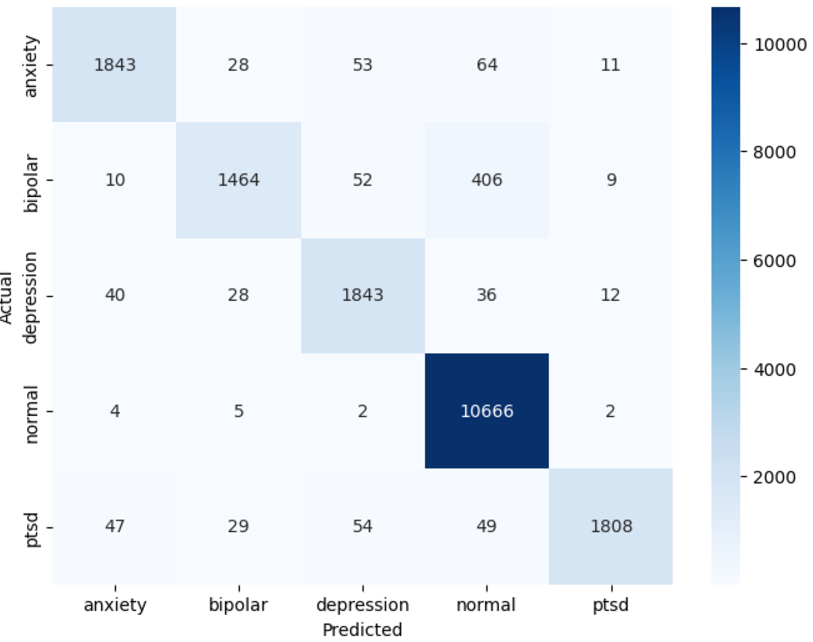 anxiety 1843 28 53 64 11
bipolar 10 1464 52 406 9
depression 40 28 1843 36 12
normal 4 5 2 10666 2
ptsd 47 29 54 49 1808
anxiety bipolar depression normal ptsd
Predicted
Actual
10000
8000
6000
4000
2000